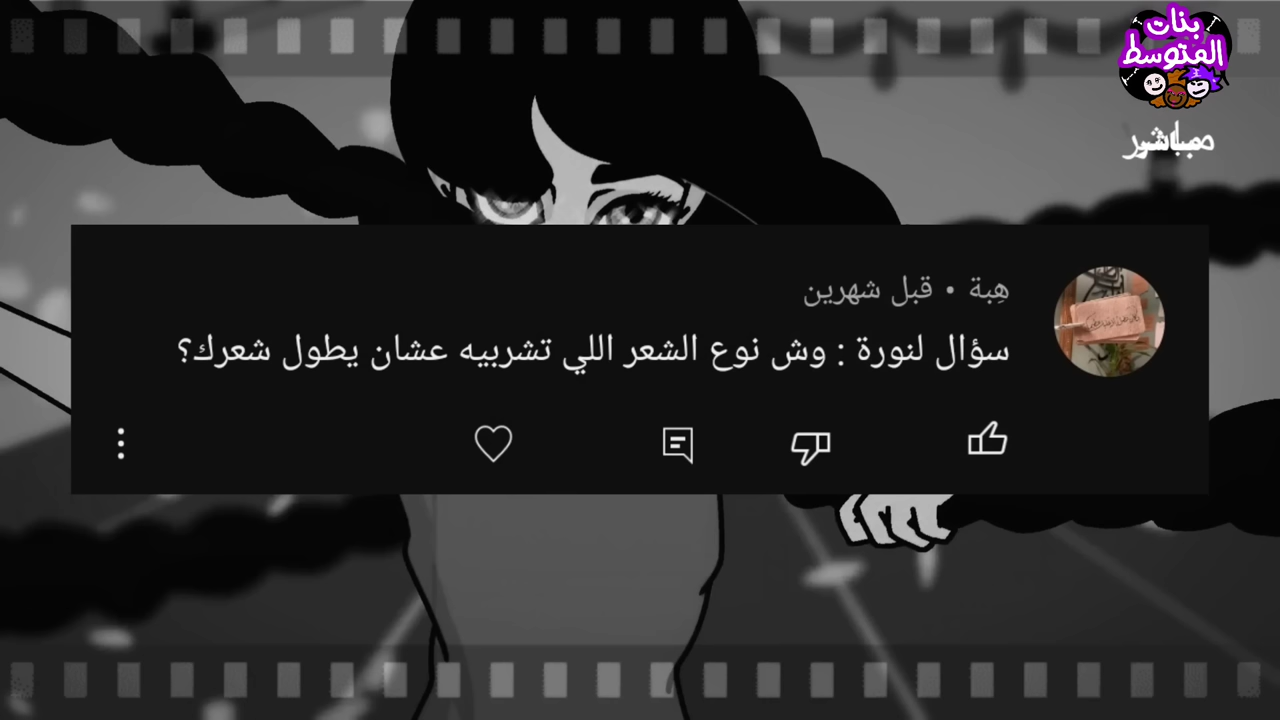 بنات
المتوسط
مباشر
هِبة • قبل شهرين
سؤال لنورة : وش نوع الشعر اللي تشربيه عشان يطول شعرك؟